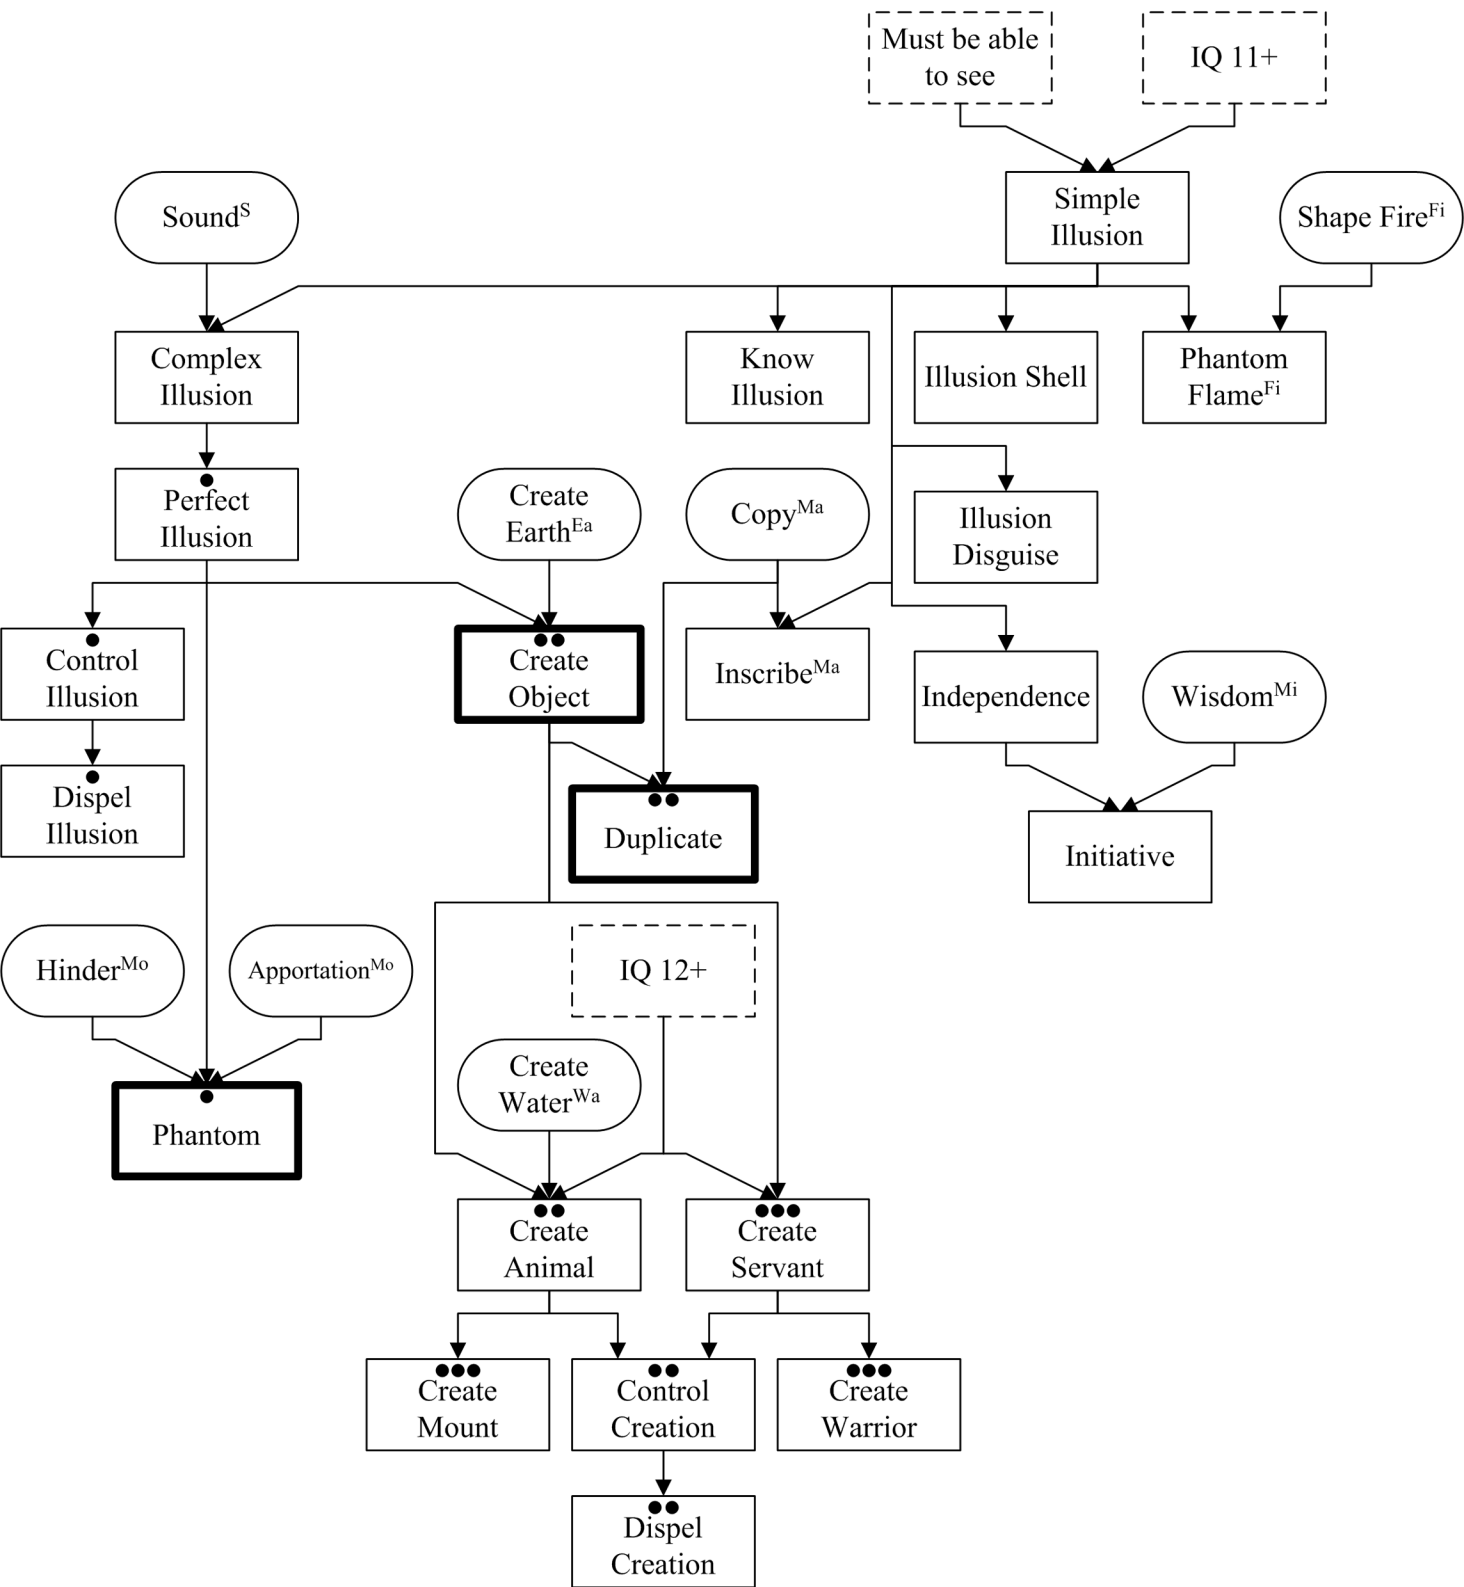 Must be able
to see
IQ 11+
Simple
Illusion
Sound^S
Shape Fire^Fi
Complex
Illusion
Know
Illusion
Illusion Shell
Phantom
Flame^Fi
Perfect
Illusion
Create
Earth^Ea
Copy^Ma
Illusion
Disguise
Control
Illusion
Create
Object
Inscribe^Ma
Independence
Wisdom^Mi
Dispel
Illusion
Duplicate
Initiative
Hinder^Mo
Apportation^Mo
IQ 12+
Create
Water^Wa
Phantom
Create
Animal
Create
Servant
Create
Mount
Control
Creation
Create
Warrior
Dispel
Creation